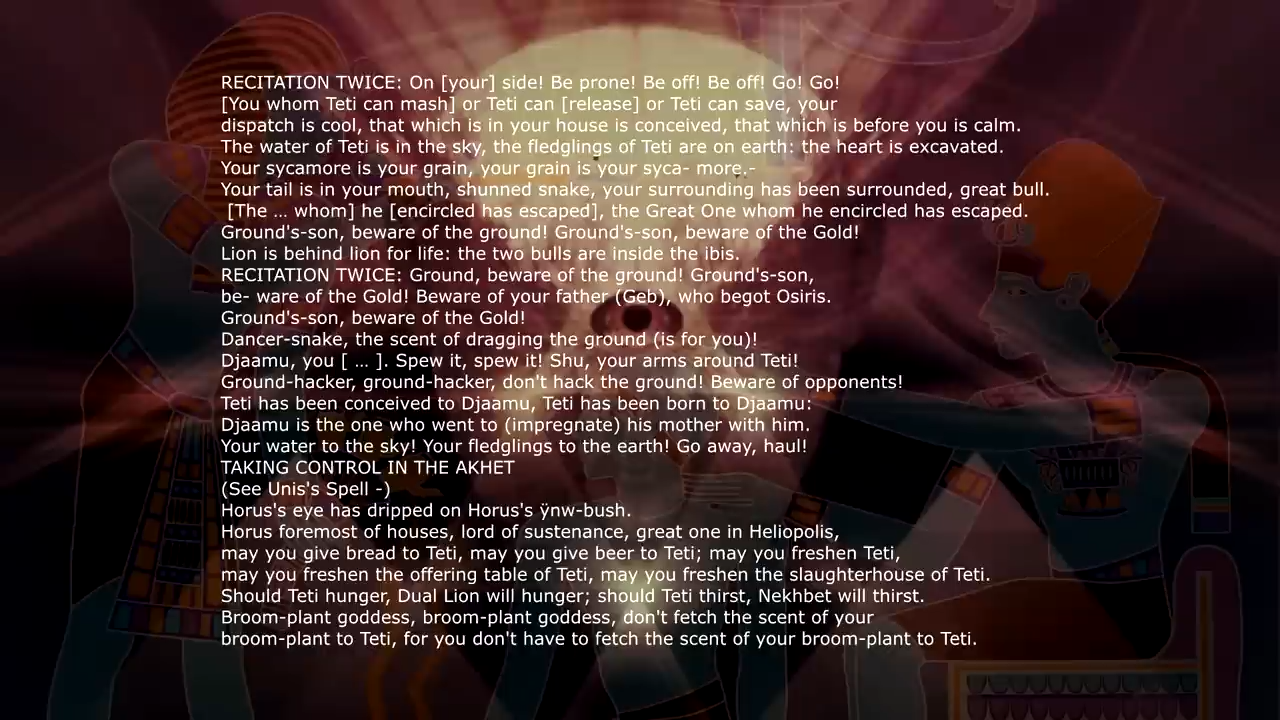 RECITATION TWICE: On [your] side! Be prone! Be off! Be off! Go! Go!
[You whom Teti can mash] or Teti can [release] or Teti can save, your
dispatch is cool, that which is in your house is conceived, that which is before you is calm.
The water of Teti is in the sky, the fledglings of Teti are on earth: the heart is excavated.
Your sycamore is your grain, your grain is your syca- more.-
Your tail is in your mouth, shunned snake, your surrounding has been surrounded, great bull.
[The … whom] he [encircled has escaped], the Great One whom he encircled has escaped.
Ground's-son, beware of the ground! Ground's-son, beware of the Gold!
Lion is behind lion for life: the two bulls are inside the ibis.
RECITATION TWICE: Ground, beware of the ground! Ground's-son,
be- ware of the Gold! Beware of your father (Geb), who begot Osiris.
Ground's-son, beware of the Gold!
Dancer-snake, the scent of dragging the ground (is for you)!
Djaamu, you [ … ]. Spew it, spew it! Shu, your arms around Teti!
Ground-hacker, ground-hacker, don't hack the ground! Beware of opponents!
Teti has been conceived to Djaamu, Teti has been born to Djaamu:
Djaamu is the one who went to (impregnate) his mother with him.
Your water to the sky! Your fledglings to the earth! Go away, haul!
TAKING CONTROL IN THE AKHET
(See Unis's Spell -)
Horus's eye has dripped on Horus's ÿnw-bush.
Horus foremost of houses, lord of sustenance, great one in Heliopolis,
may you give bread to Teti, may you give beer to Teti; may you freshen Teti,
may you freshen the offering table of Teti, may you freshen the slaughterhouse of Teti.
Should Teti hunger, Dual Lion will hunger; should Teti thirst, Nekhbet will thirst.
Broom-plant goddess, broom-plant goddess, don't fetch the scent of your
broom-plant to Teti, for you don't have to fetch the scent of your broom-plant to Teti.